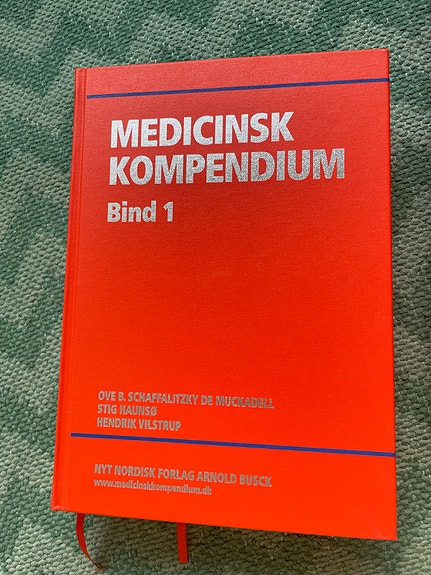 MEDICINSK
KOMPENDIUM
Bind 1
OVE B. SCHAFFALITZKY DE MUCKADELL
STIG HAUNSØ
HENDRIK VILSTRUP
NYT NORDISK FORLAG ARNOLD BUSCK
www.medicinskkompendium.dk